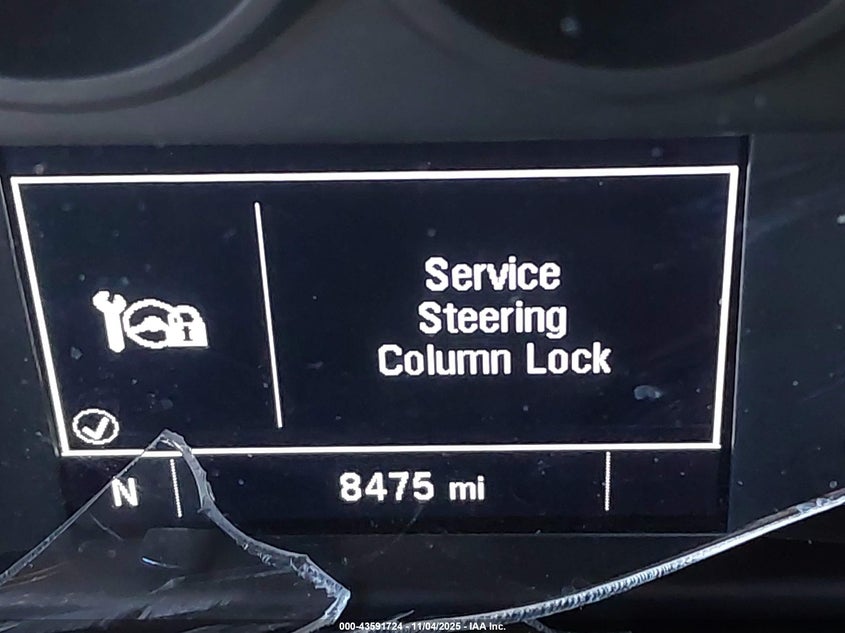 Service
Steering
Column Lock
N
8475 mi
000-43591724 - 11/04/2025 - IAA Inc.